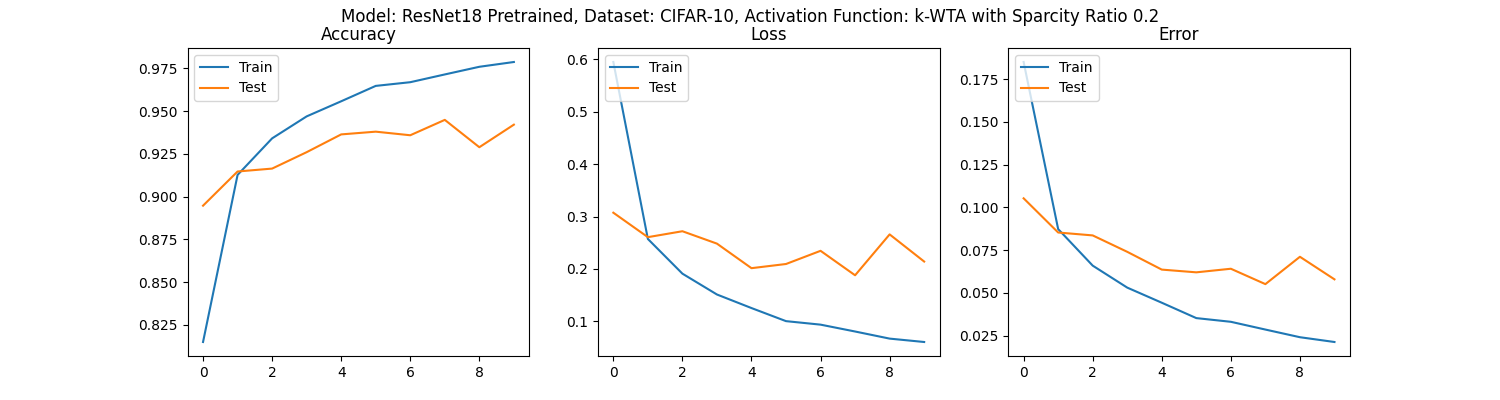 Model: ResNet18 Pretrained, Dataset: CIFAR-10, Activation Function: k-WTA with Sparcity Ratio 0.2
Accuracy
Train
Test
0.975
0.950
0.925
0.900
0.875
0.850
0.825
0 2 4 6 8
Loss
Train
Test
0.6
0.5
0.4
0.3
0.2
0.1
0 2 4 6 8
Error
Train
Test
0.175
0.150
0.125
0.100
0.075
0.050
0.025
0 2 4 6 8